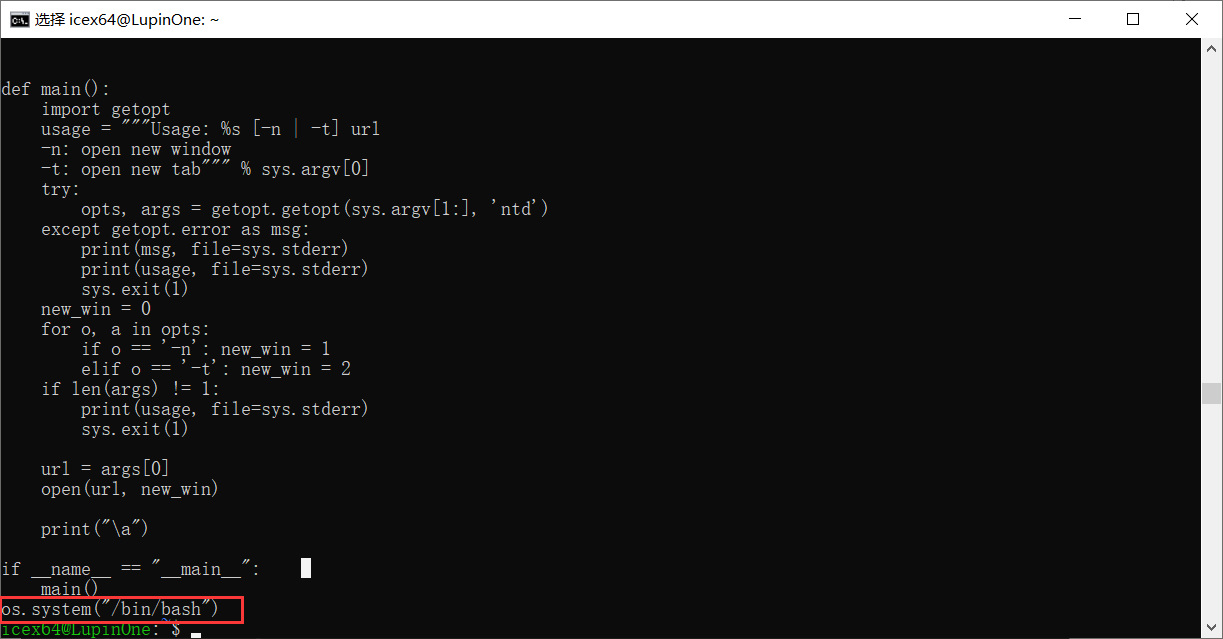 选择 icex64@LupinOne: ~
def main():
    import getopt
    usage = """Usage: %s [-n | -t] url
    -n: open new window
    -t: open new tab""" % sys.argv[0]
    try:
        opts, args = getopt.getopt(sys.argv[1:], 'ntd')
    except getopt.error as msg:
        print(msg, file=sys.stderr)
        print(usage, file=sys.stderr)
        sys.exit(1)
    new_win = 0
    for o, a in opts:
        if o == '-n': new_win = 1
        elif o == '-t': new_win = 2
    if len(args) != 1:
        print(usage, file=sys.stderr)
        sys.exit(1)

    url = args[0]
    open(url, new_win)

    print("\a")

if __name__ == "__main__":
    main()
os.system("/bin/bash")
icex64@LupinOne:~$